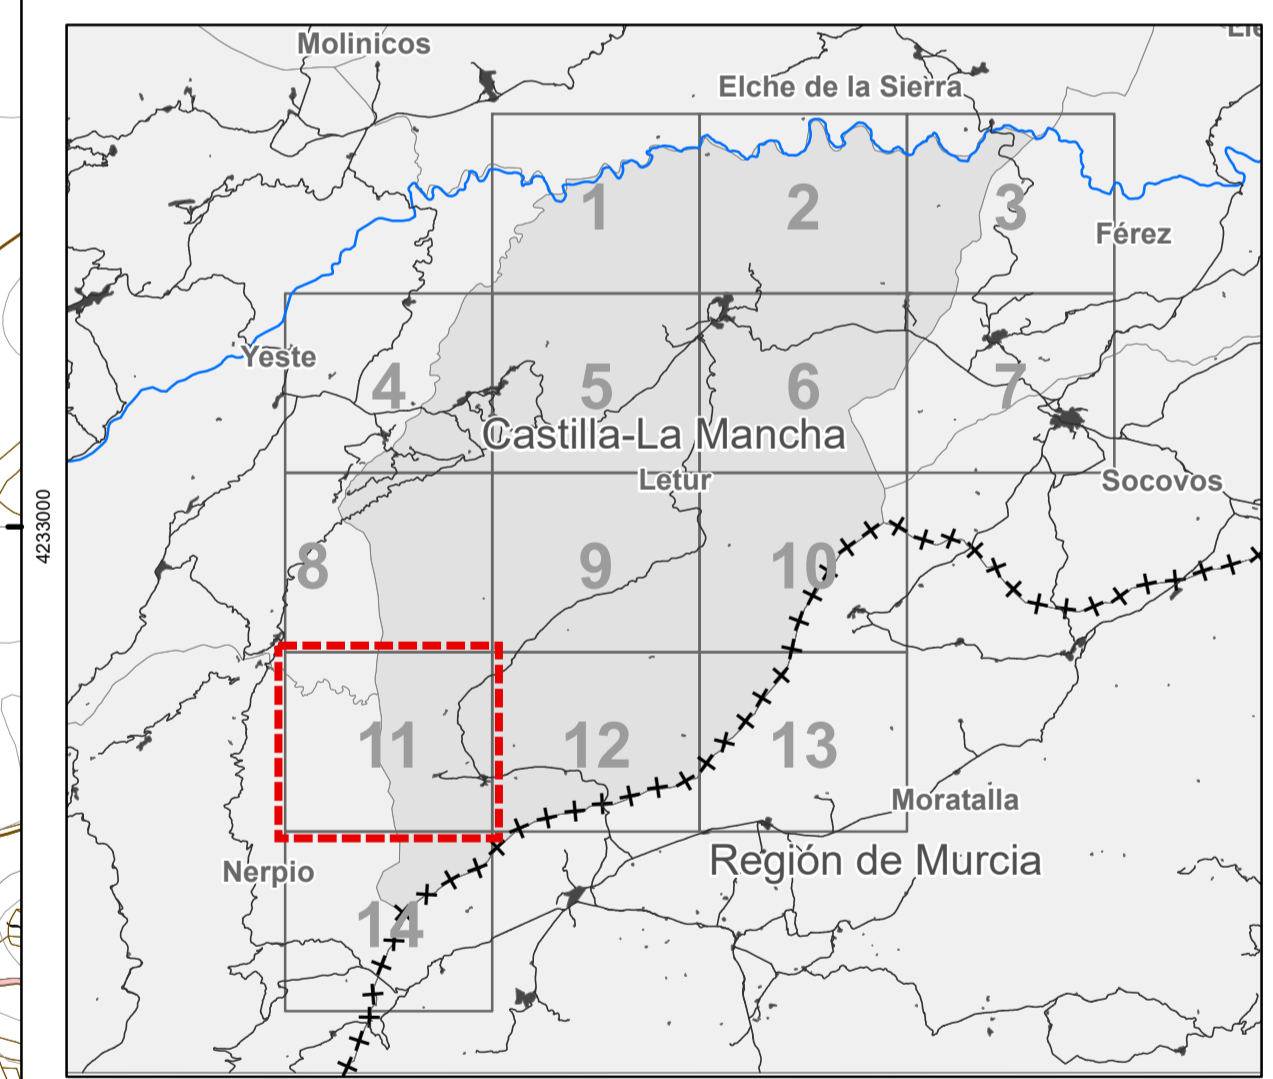 Molinicos
Elche de la Sierra
1
2
3
Férez
Yeste
4
5
6
7
Castilla-La Mancha
Letur
Socovos
4233000
8
9
10
11
12
13
Moratalla
Región de Murcia
Nerpio
14